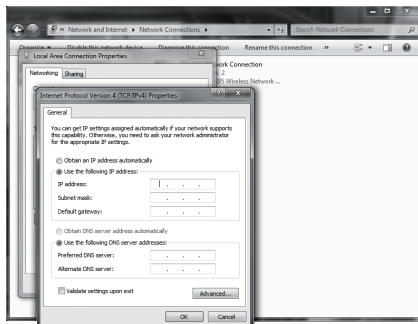 « Network and Internet ▸ Network Connections ▸
Search Network Connections
Organize Disable this network device Diagnose this connection Rename this connection »
Local Area Connection Properties
Networking Sharing
Internet Protocol Version 4 (TCP/IPv4) Properties
General
You can get IP settings assigned automatically if your network supports
this capability. Otherwise, you need to ask your network administrator
for the appropriate IP settings.
Obtain an IP address automatically
Use the following IP address:
IP address:
Subnet mask:
Default gateway:
Obtain DNS server address automatically
Use the following DNS server addresses:
Preferred DNS server:
Alternate DNS server:
Validate settings upon exit
Advanced...
OK Cancel